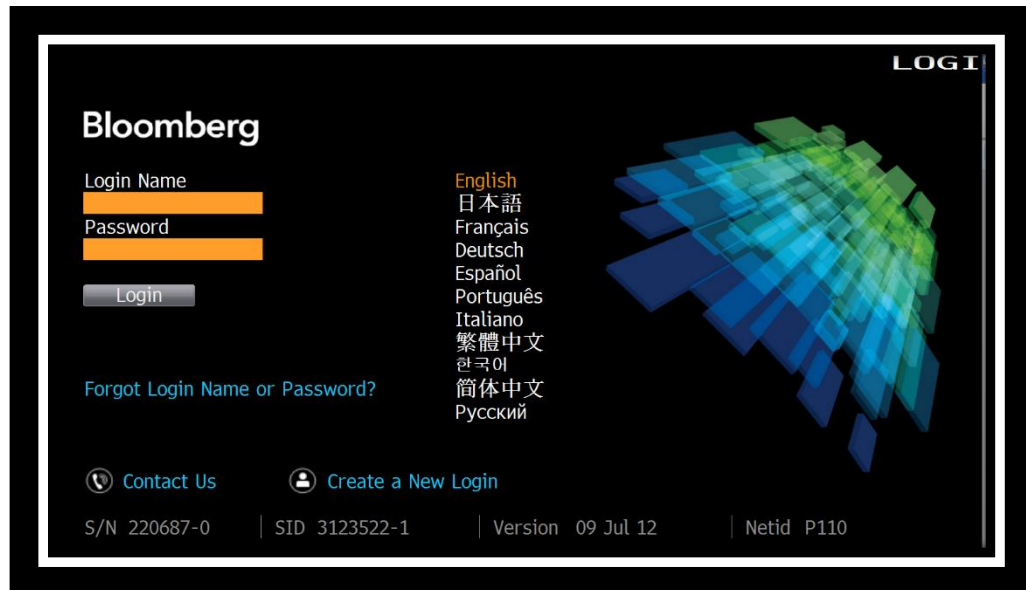 LOGI
Bloomberg
Login Name
Password
Login
Forgot Login Name or Password?
English
日本語
Français
Deutsch
Español
Português
Italiano
繁體中文
한국어
简体中文
Русский
Contact Us
Create a New Login
S/N 220687-0 SID 3123522-1 Version 09 Jul 12 Netid P110